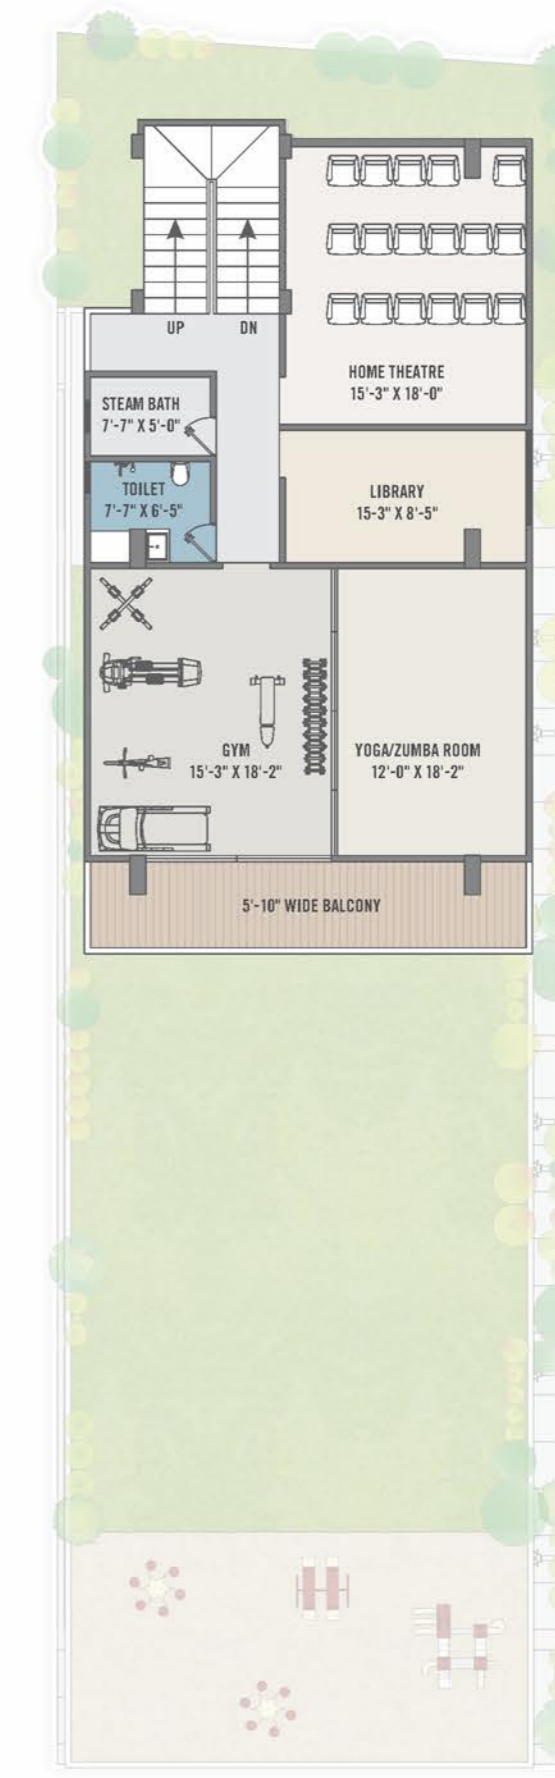 UP
DN
HOME THEATRE
15'-3" X 18'-0"
STEAM BATH
7'-7" X 5'-0"
TOILET
7'-7" X 6'-5"
LIBRARY
15-3" X 8'-5"
GYM
15'-3" X 18'-2"
YOGA/ZUMBA ROOM
12'-0" X 18'-2"
5'-10" WIDE BALCONY